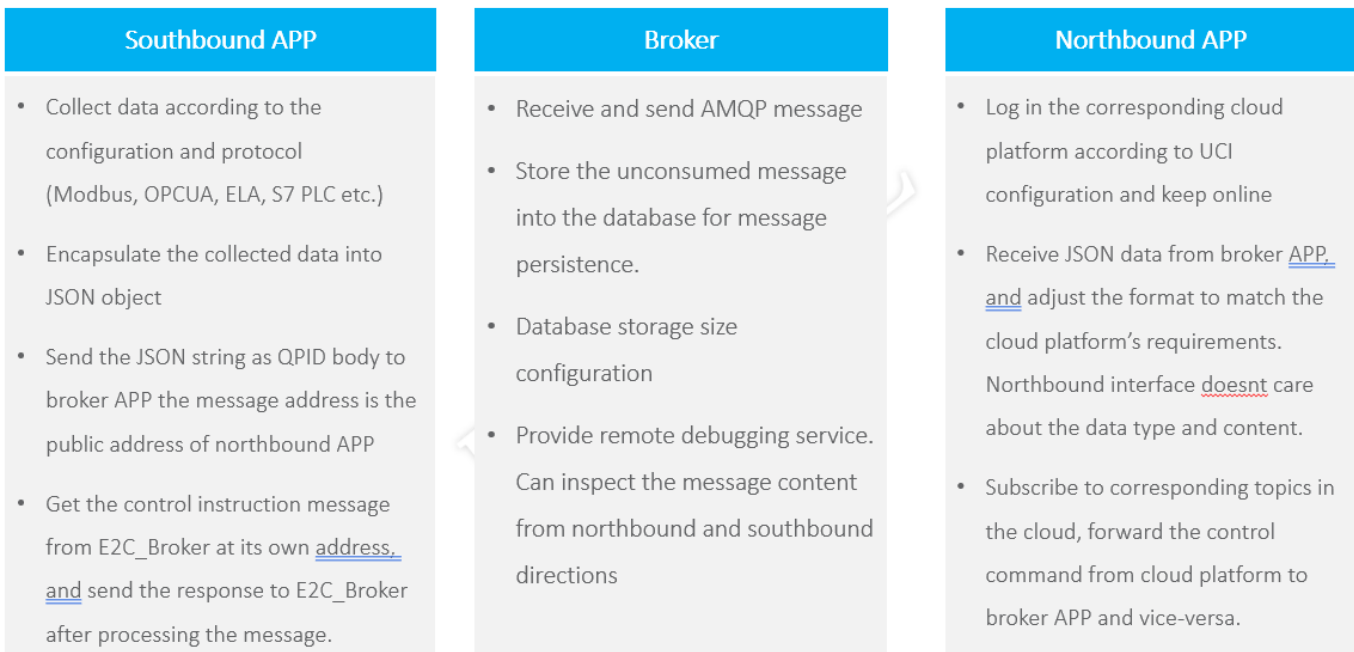 Southbound APP
• Collect data according to the
configuration and protocol
(Modbus, OPCUA, ELA, S7 PLC etc.)
• Encapsulate the collected data into
JSON object
• Send the JSON string as QPID body to
broker APP the message address is the
public address of northbound APP
• Get the control instruction message
from E2C_Broker at its own address,
and send the response to E2C_Broker
after processing the message.
Broker
• Receive and send AMQP message
• Store the unconsumed message
into the database for message
persistence.
• Database storage size
configuration
• Provide remote debugging service.
Can inspect the message content
from northbound and southbound
directions
Northbound APP
• Log in the corresponding cloud
platform according to UCI
configuration and keep online
• Receive JSON data from broker APP,
and adjust the format to match the
cloud platform’s requirements.
Northbound interface doesnt care
about the data type and content.
• Subscribe to corresponding topics in
the cloud, forward the control
command from cloud platform to
broker APP and vice-versa.